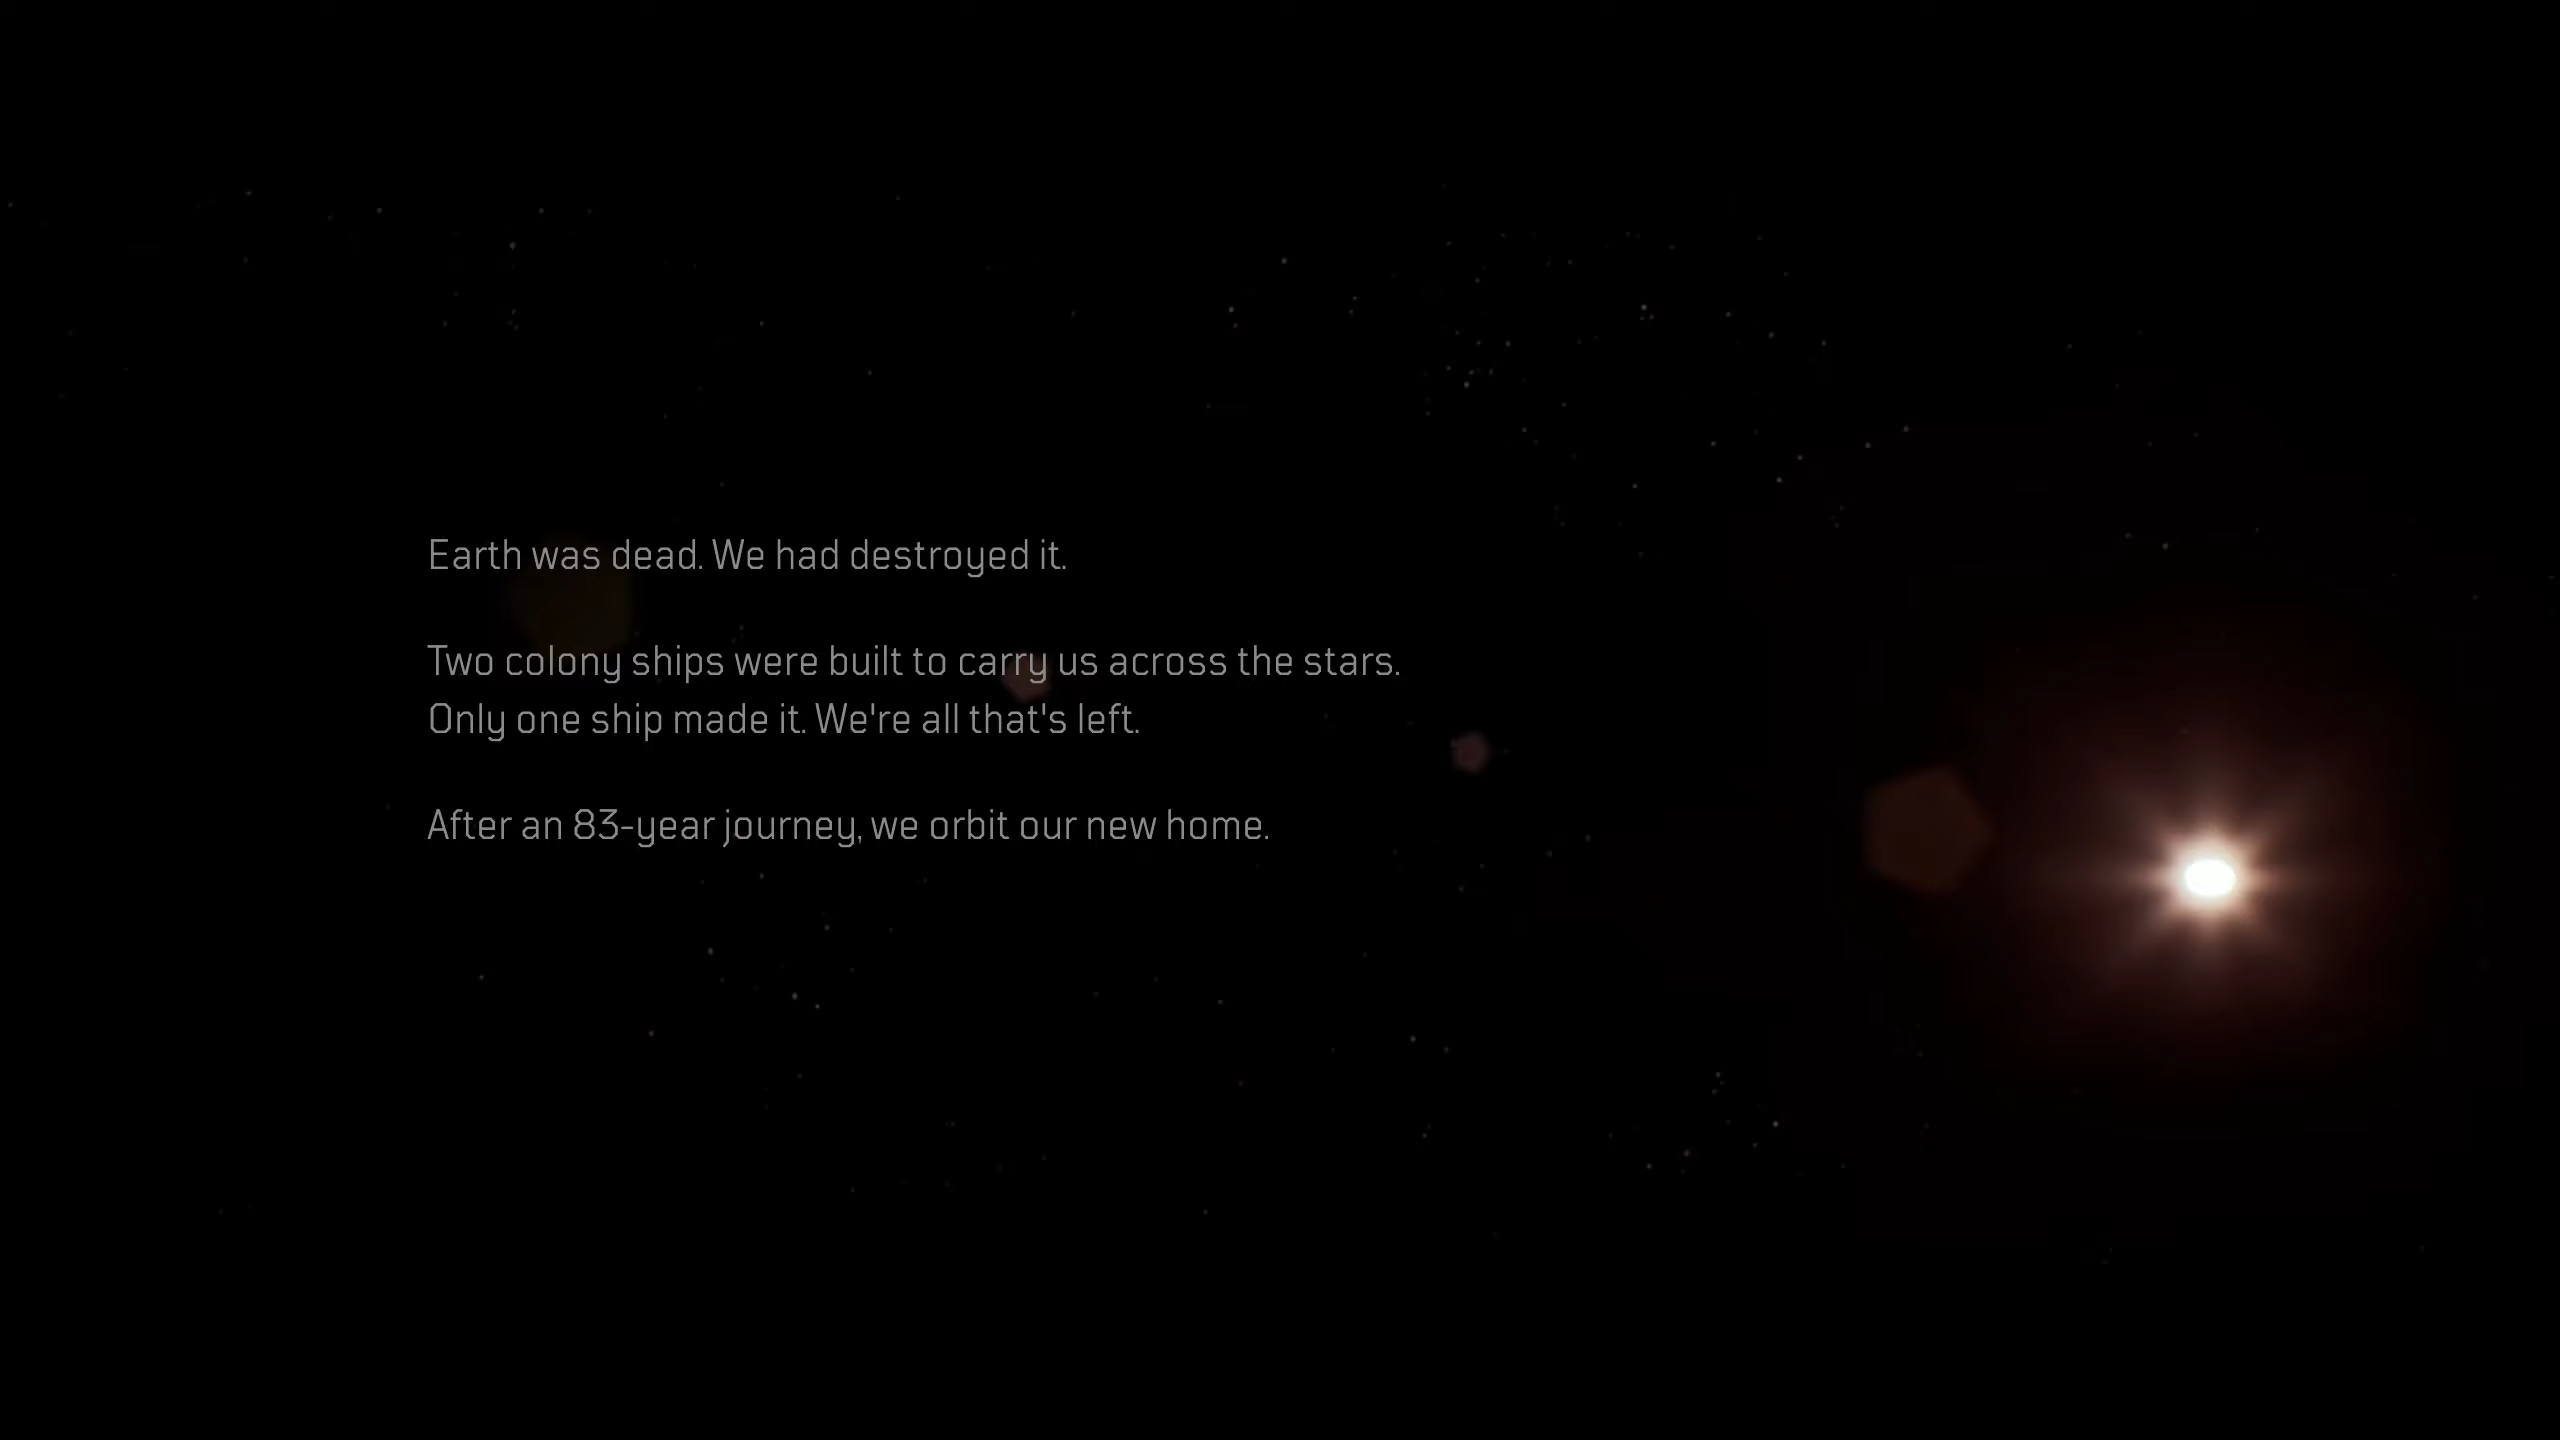 Earth was dead. We had destroyed it.
Two colony ships were built to carry us across the stars.
Only one ship made it. We're all that's left.
After an 83-year journey, we orbit our new home.